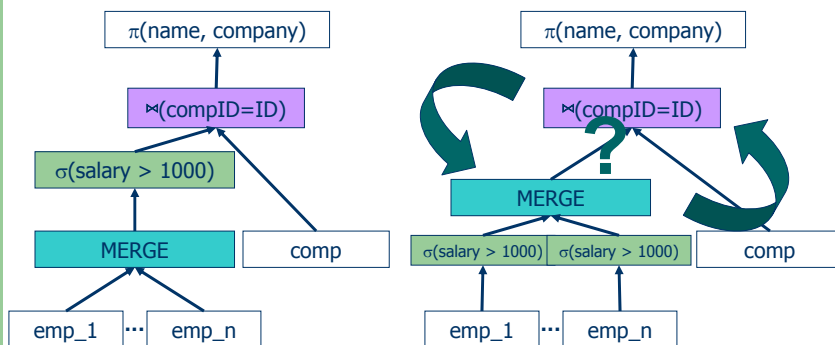 π(name, company)
⋈(compID=ID)
σ(salary > 1000)
MERGE
comp
emp_1
...
emp_n
π(name, company)
⋈(compID=ID)
?
MERGE
σ(salary > 1000)
σ(salary > 1000)
comp
emp_1
...
emp_n